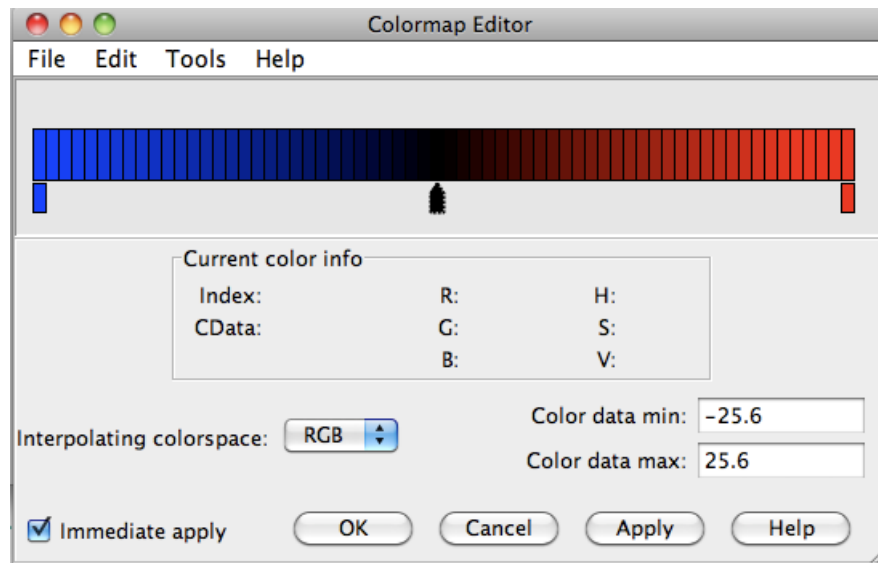 Colormap Editor
File Edit Tools Help
Current color info
Index: R: H:
CData: G: S:
B: V:
Interpolating colorspace: RGB
Color data min: -25.6
Color data max: 25.6
Immediate apply OK Cancel Apply Help